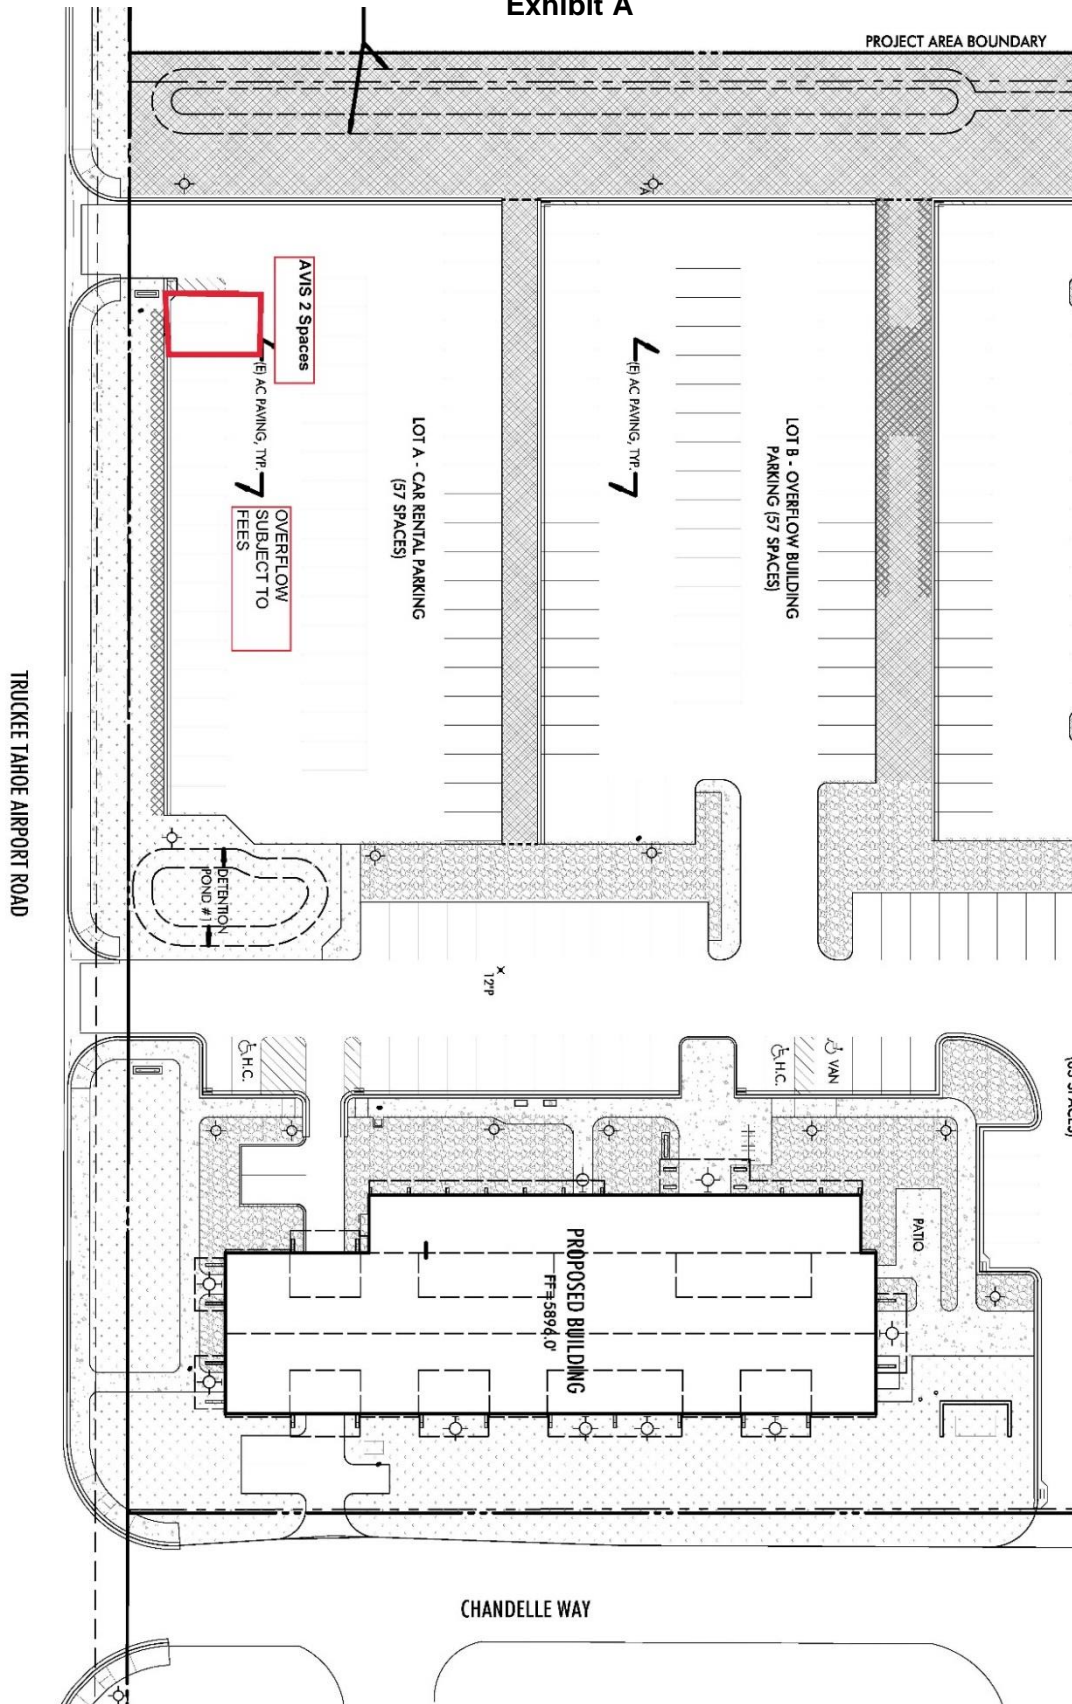 Exhibit A
PROJECT AREA BOUNDARY
AVIS 2 Spaces
(E) AC PAVING, TYP.
OVERFLOW
SUBJECT TO
FEES
LOT A - CAR RENTAL PARKING
(57 SPACES)
(E) AC PAVING, TYP.
LOT B - OVERFLOW BUILDING
PARKING (57 SPACES)
TRUCKEE TAHOE AIRPORT ROAD
DETENTION
POND #1
12"P
H.C.
H.C.
VAN
PATIO
PROPOSED BUILDING
FF = 5896.0'
CHANDELLE WAY